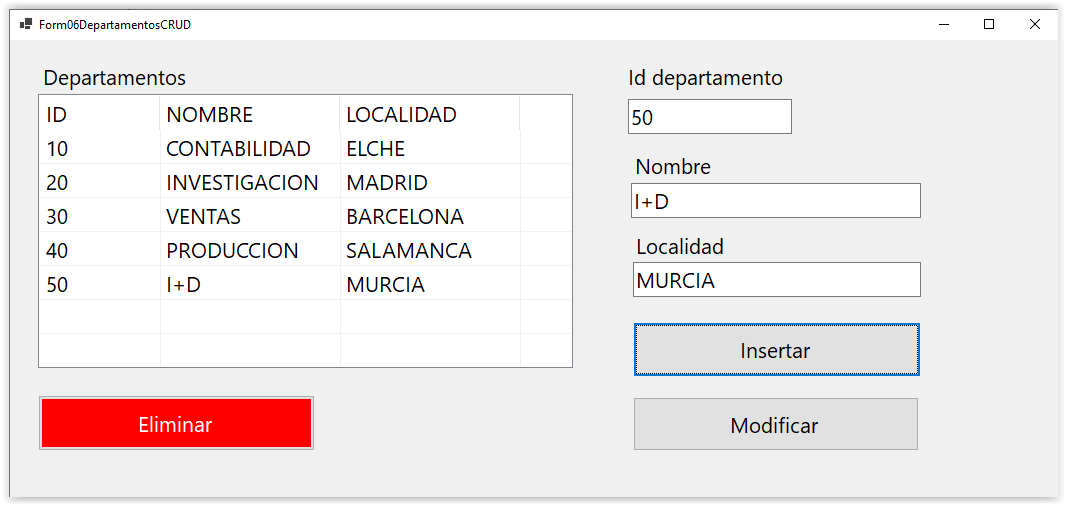 Form06DepartamentosCRUD
Departamentos
ID NOMBRE LOCALIDAD
10 CONTABILIDAD ELCHE
20 INVESTIGACION MADRID
30 VENTAS BARCELONA
40 PRODUCCION SALAMANCA
50 I+D MURCIA
Eliminar
Id departamento
50
Nombre
I+D
Localidad
MURCIA
Insertar
Modificar